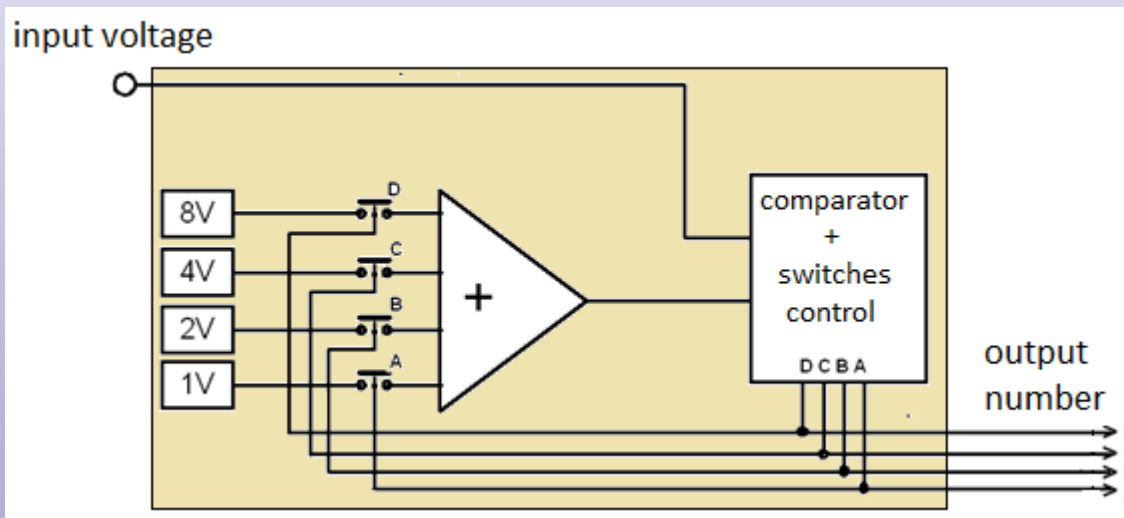 input voltage
8V
D
4V
C
2V
B
1V
A
+
comparator
+
switches
control
D C B A
output
number